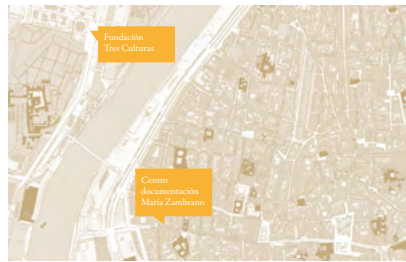 Fundación
Tres Culturas
Centro
documentación
María Zambrano